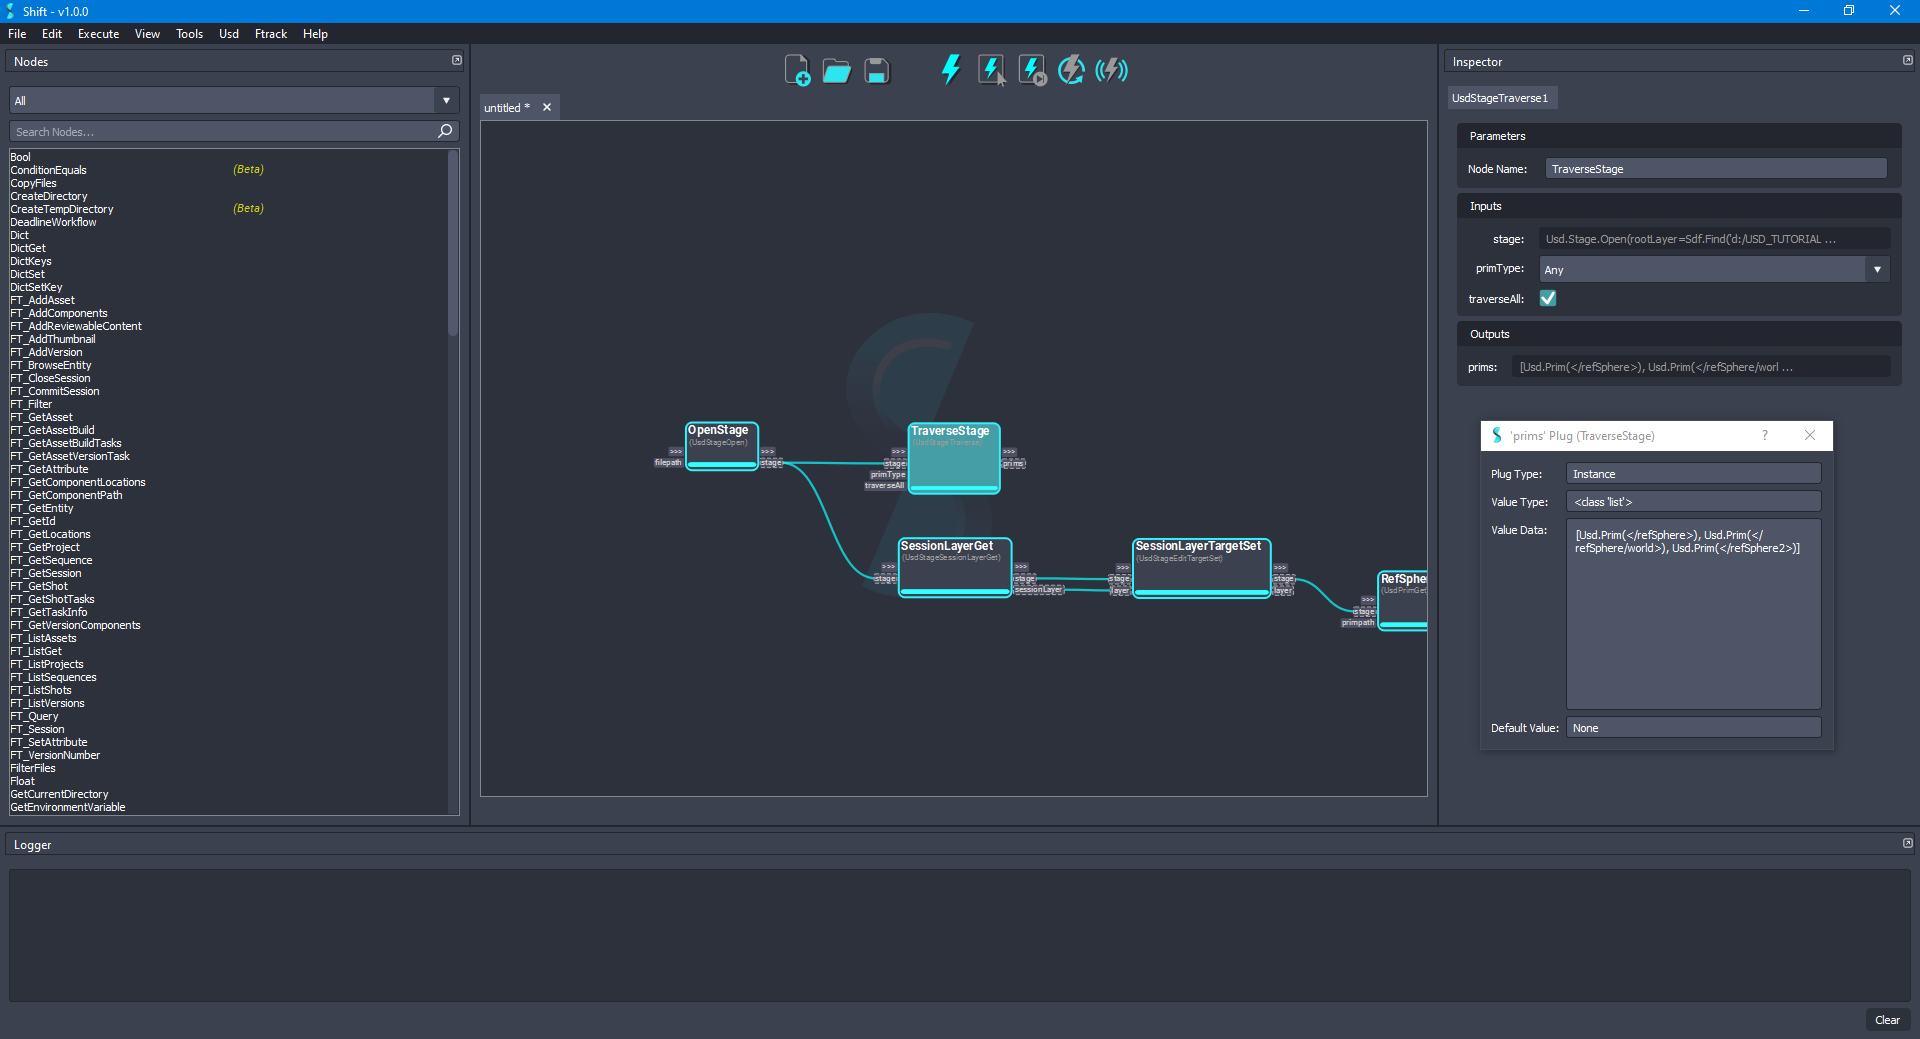 Shift - v1.0.0
File Edit Execute View Tools Usd Ftrack Help
Nodes
All
Search Nodes...
Bool
ConditionEquals (Beta)
CopyFiles
CreateDirectory
CreateTempDirectory (Beta)
DeadlineWorkflow
Dict
DictGet
DictKeys
DictSet
DictSetKey
FT_AddAsset
FT_AddComponents
FT_AddReviewableContent
FT_AddThumbnail
FT_AddVersion
FT_BrowseEntity
FT_CloseSession
FT_CommitSession
FT_Filter
FT_GetAsset
FT_GetAssetBuild
FT_GetAssetBuildTasks
FT_GetAssetVersionTask
FT_GetAttribute
FT_GetComponentLocations
FT_GetComponentPath
FT_GetEntity
FT_GetId
FT_GetLocations
FT_GetProject
FT_GetSequence
FT_GetSession
FT_GetShot
FT_GetShotTasks
FT_GetTaskInfo
FT_GetVersionComponents
FT_ListAssets
FT_ListGet
FT_ListProjects
FT_ListSequences
FT_ListShots
FT_ListVersions
FT_Query
FT_Session
FT_SetAttribute
FT_VersionNumber
FilterFiles
Float
GetCurrentDirectory
GetEnvironmentVariable
untitled *
OpenStage
(UsdStageOpen)
>>> >>>
filepath stage
TraverseStage
(UsdStageTraverse)
>>> >>>
stage prims
primType
traverseAll
SessionLayerGet
(UsdStageSessionLayerGet)
>>> >>>
stage stage
sessionLayer
SessionLayerTargetSet
(UsdStageEditTargetSet)
>>> >>>
stage stage
layer layer
RefSphe
(UsdPrimGet
>>>
stage
primpath
Inspector
UsdStageTraverse1
Parameters
Node Name: TraverseStage
Inputs
stage: Usd.Stage.Open(rootLayer=Sdf.Find('d:/USD_TUTORIAL ...
primType: Any
traverseAll:
Outputs
prims: [Usd.Prim(</refSphere>), Usd.Prim(</refSphere/worl ...
'prims' Plug (TraverseStage) ?
Plug Type: Instance
Value Type: <class 'list'>
Value Data: [Usd.Prim(</refSphere>), Usd.Prim(</
refSphere/world>), Usd.Prim(</refSphere2>)]
Default Value: None
Logger
Clear